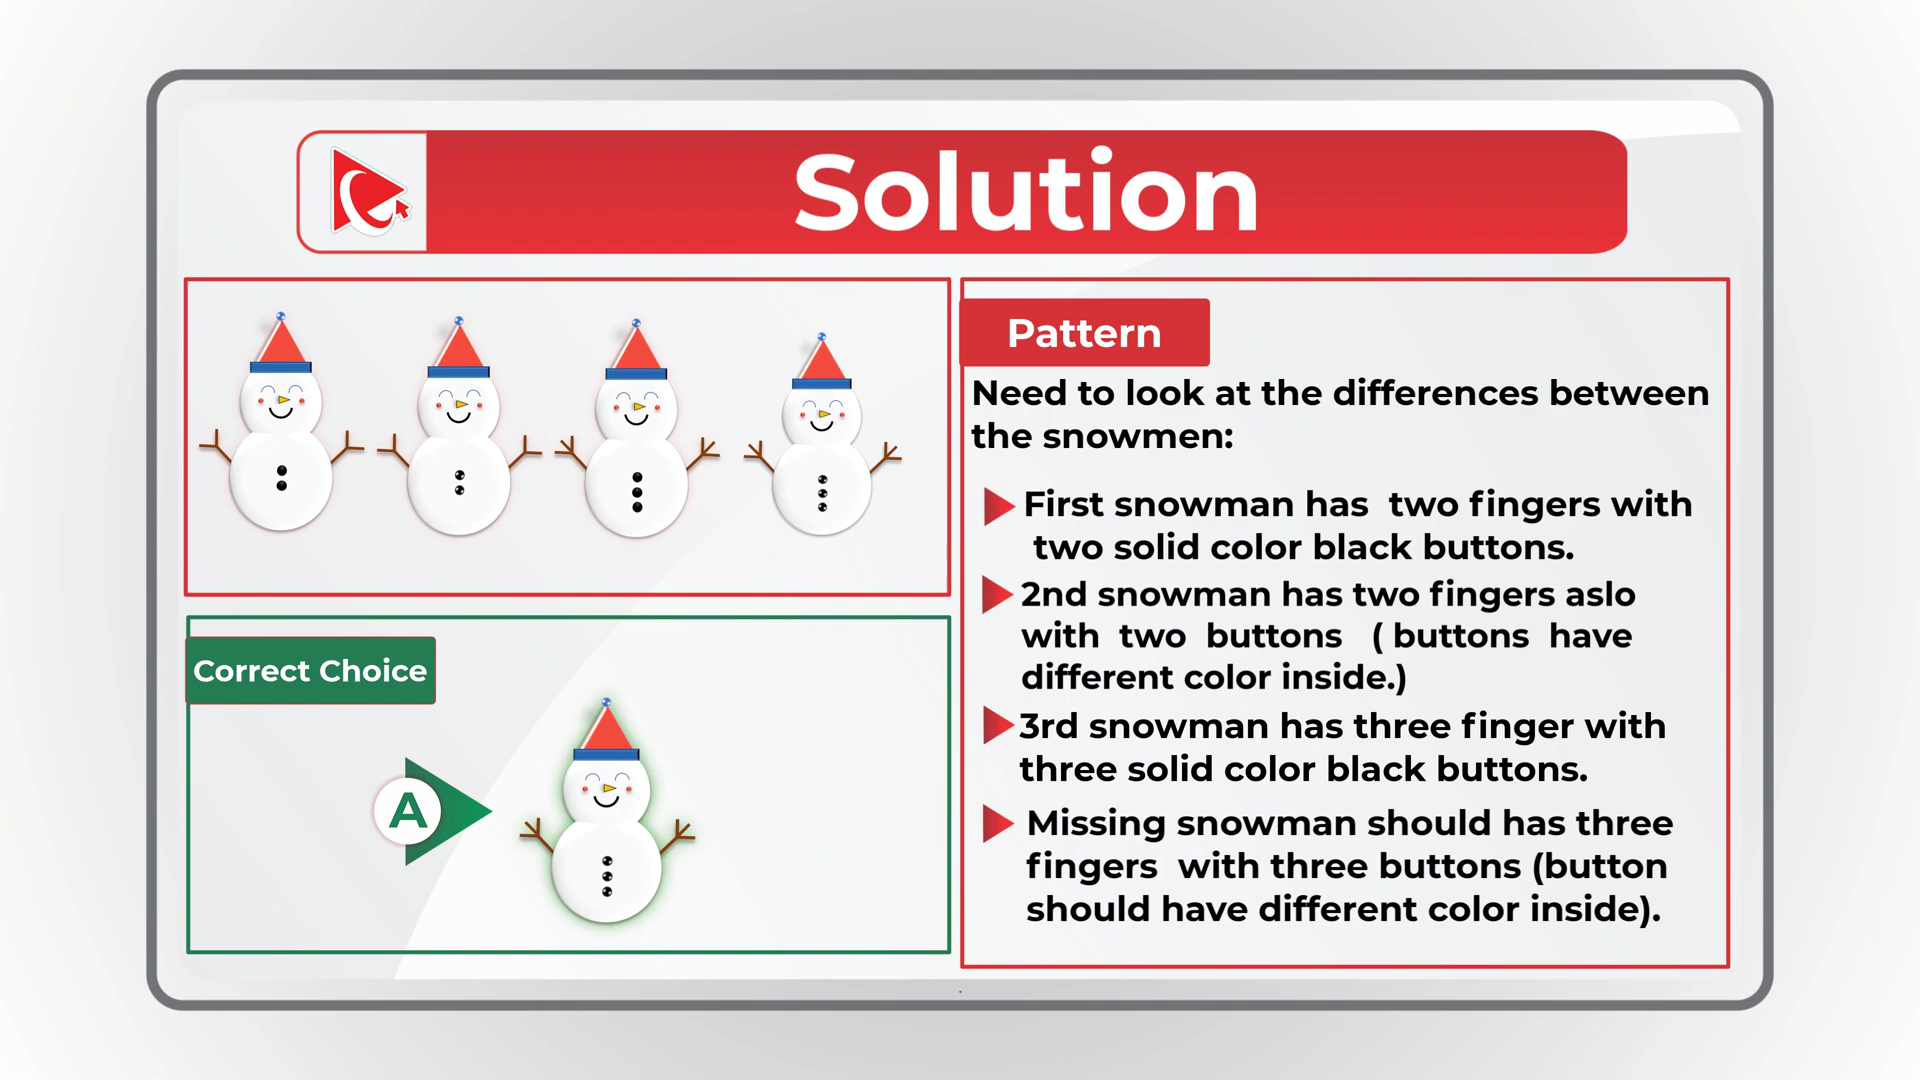 Solution
Pattern
Need to look at the differences between
the snowmen:
First snowman has two fingers with
two solid color black buttons.
2nd snowman has two fingers aslo
with two buttons ( buttons have
different color inside.)
3rd snowman has three finger with
three solid color black buttons.
Missing snowman should has three
fingers with three buttons (button
should have different color inside).
Correct Choice
A